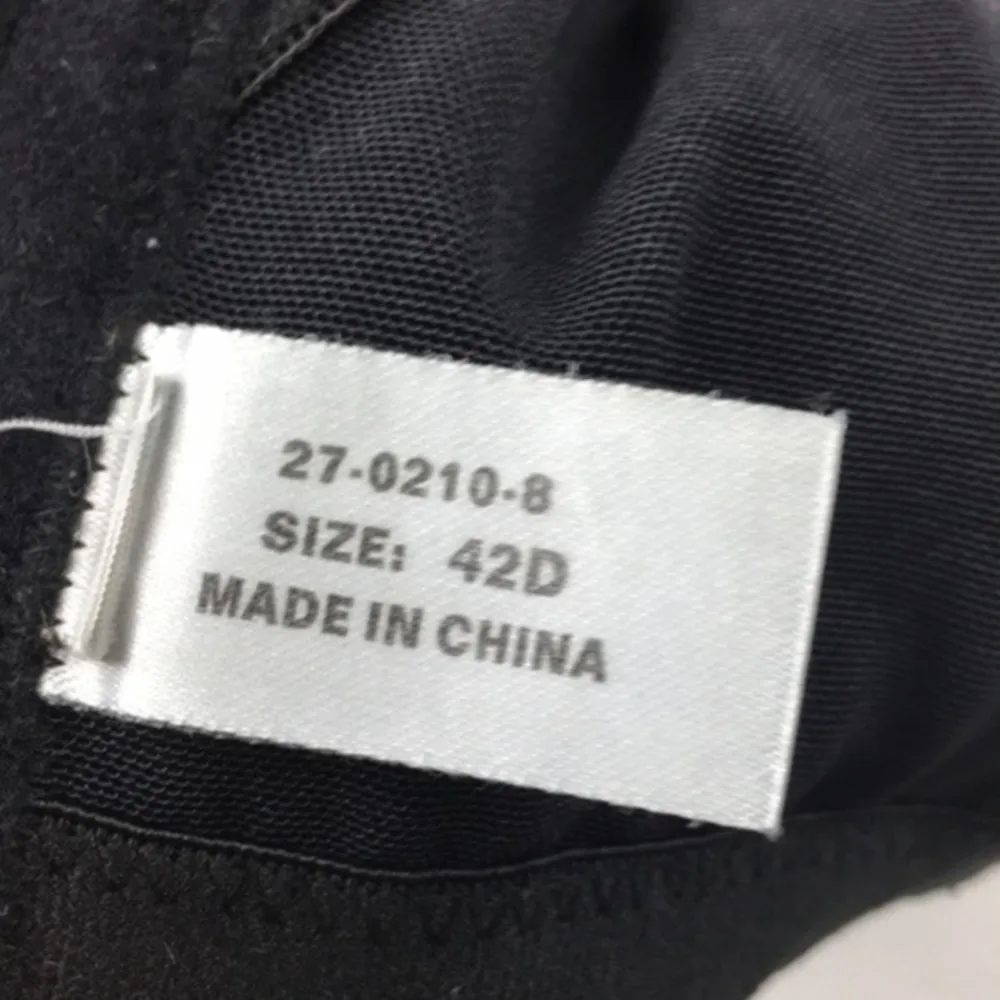 27-0210-8
SIZE: 42D
MADE IN CHINA